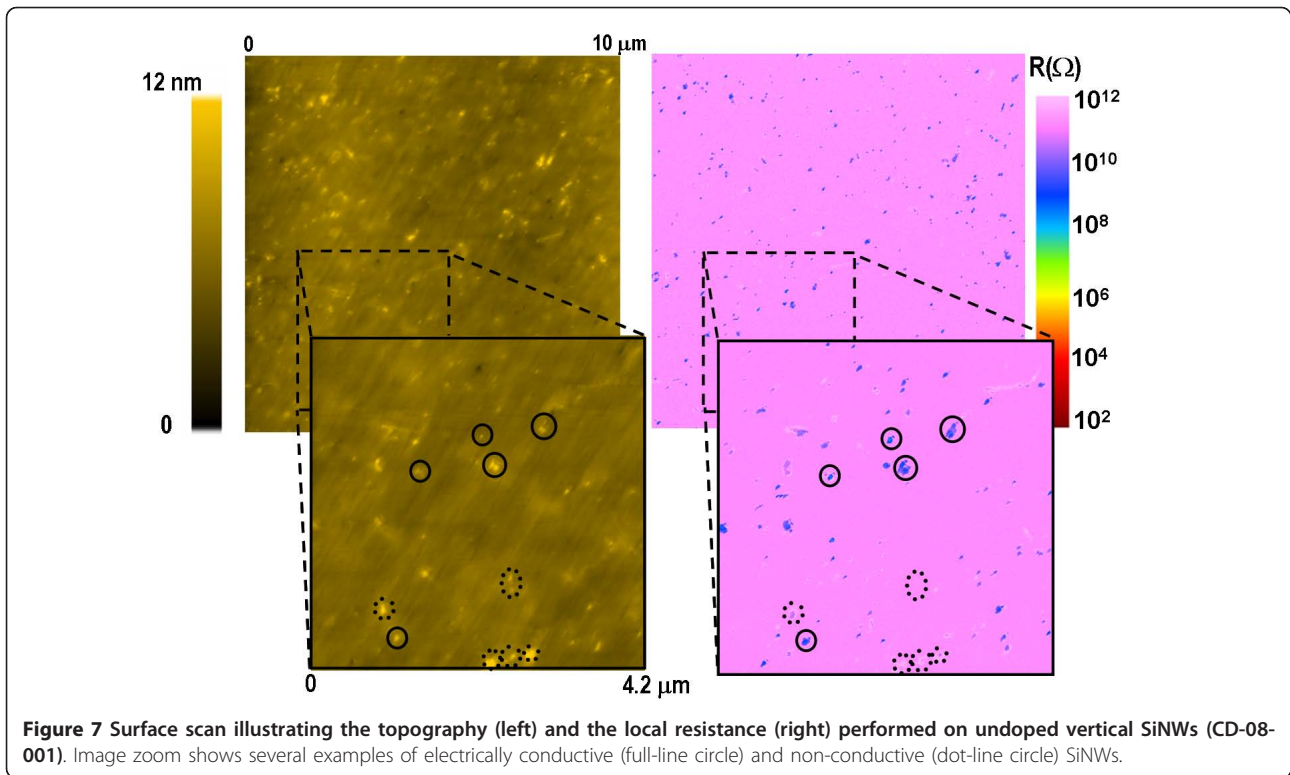 0
10 μm
12 nm
0
0
4.2 μm
R(Ω)
10¹²
10¹⁰
10⁸
10⁶
10⁴
10²
Figure 7 Surface scan illustrating the topography (left) and the local resistance (right) performed on undoped vertical SiNWs (CD-08-
001). Image zoom shows several examples of electrically conductive (full-line circle) and non-conductive (dot-line circle) SiNWs.